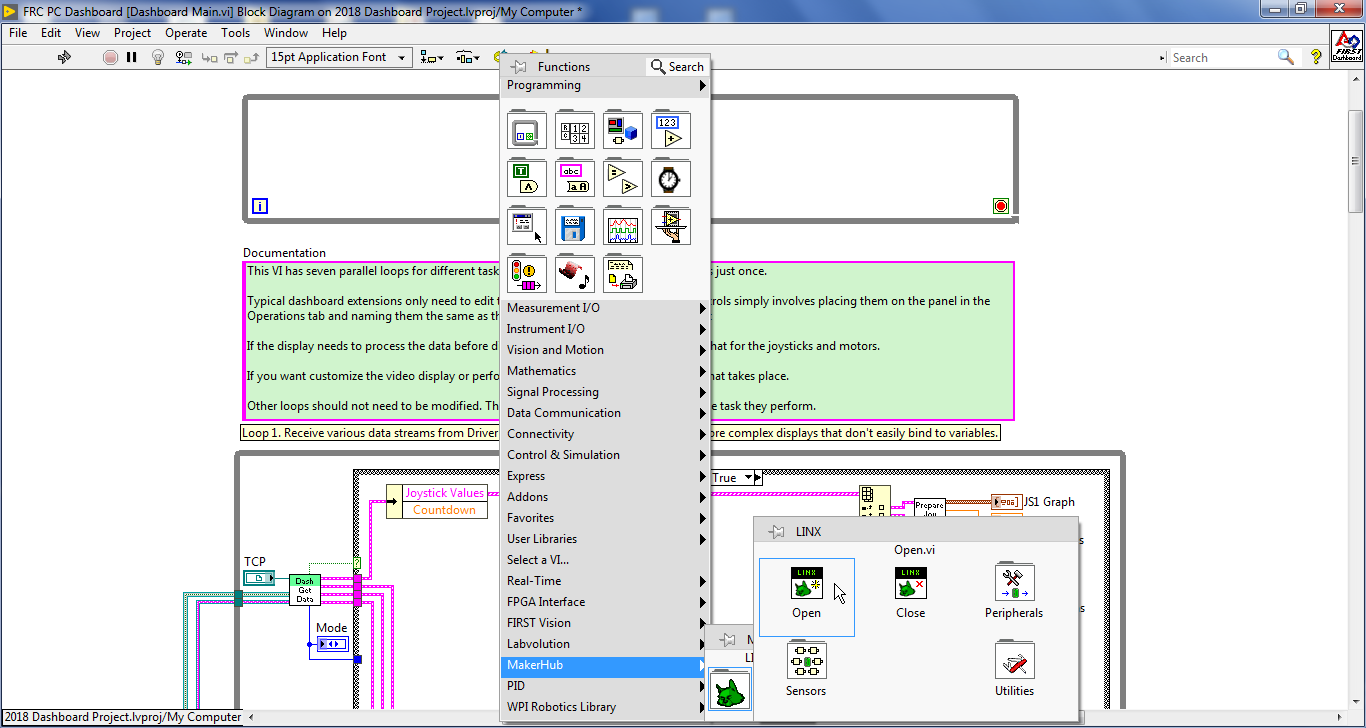 FRC PC Dashboard [Dashboard Main.vi] Block Diagram on 2018 Dashboard Project.lvproj/My Computer *
File Edit View Project Operate Tools Window Help
15pt Application Font
Search
FIRST
Dashboard
Functions
Search
Programming
123
abc
Measurement I/O
Instrument I/O
Vision and Motion
Mathematics
Signal Processing
Data Communication
Connectivity
Control & Simulation
Express
Addons
Favorites
User Libraries
Select a VI...
Real-Time
FPGA Interface
FIRST Vision
Labvolution
MakerHub
PID
WPI Robotics Library
i
Documentation
This VI has seven parallel loops for different task
s just once.
Typical dashboard extensions only need to edit t
rols simply involves placing them on the panel in the
Operations tab and naming them the same as th
If the display needs to process the data before d
hat for the joysticks and motors.
If you want customize the video display or perfo
hat takes place.
Other loops should not need to be modified. Th
e task they perform.
Loop 1. Receive various data streams from Driver
ore complex displays that don't easily bind to variables.
True
Joystick Values
Countdown
Prepare
JS1 Graph
TCP
Dash
Get
Data
Mode
LINX
Open.vi
LINX
Open
LINX
Close
Peripherals
Sensors
Utilities
2018 Dashboard Project.lvproj/My Computer